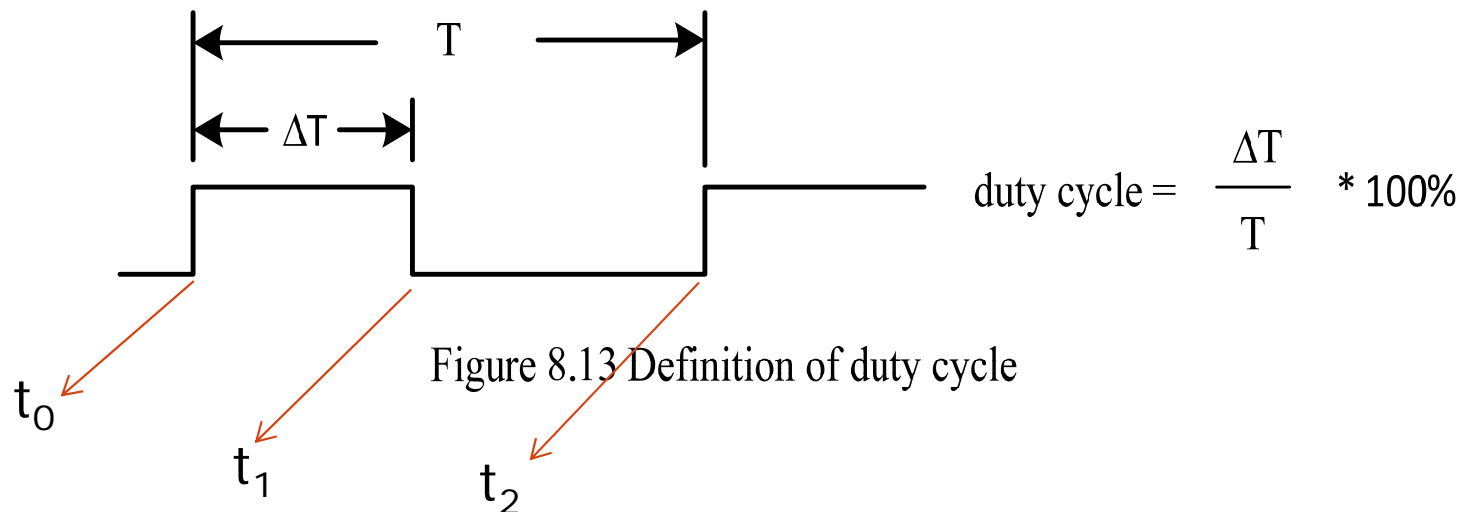 T
ΔT
duty cycle = ΔT / T * 100%
Figure 8.13 Definition of duty cycle
t₀
t₁
t₂